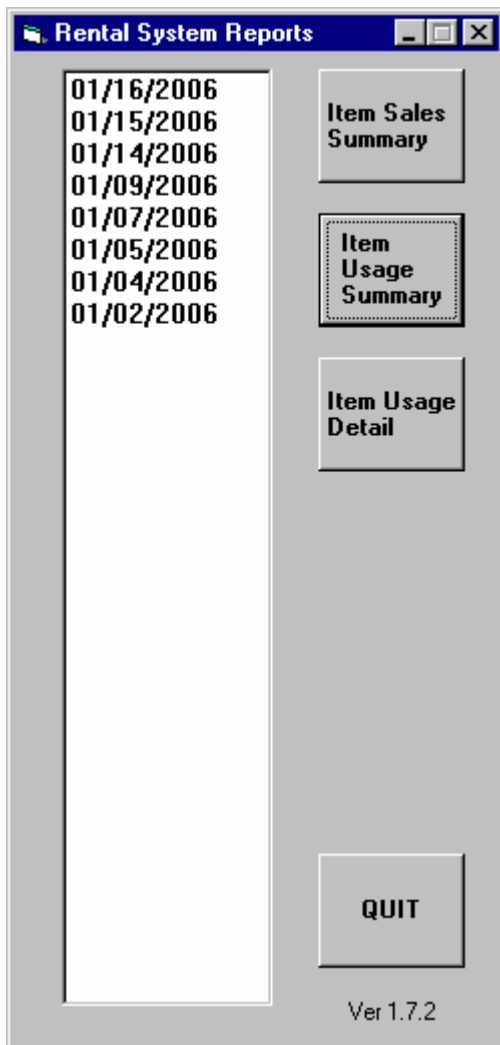 Rental System Reports
01/16/2006
01/15/2006
01/14/2006
01/09/2006
01/07/2006
01/05/2006
01/04/2006
01/02/2006
Item Sales
Summary
Item
Usage
Summary
Item Usage
Detail
QUIT
Ver 1.7.2